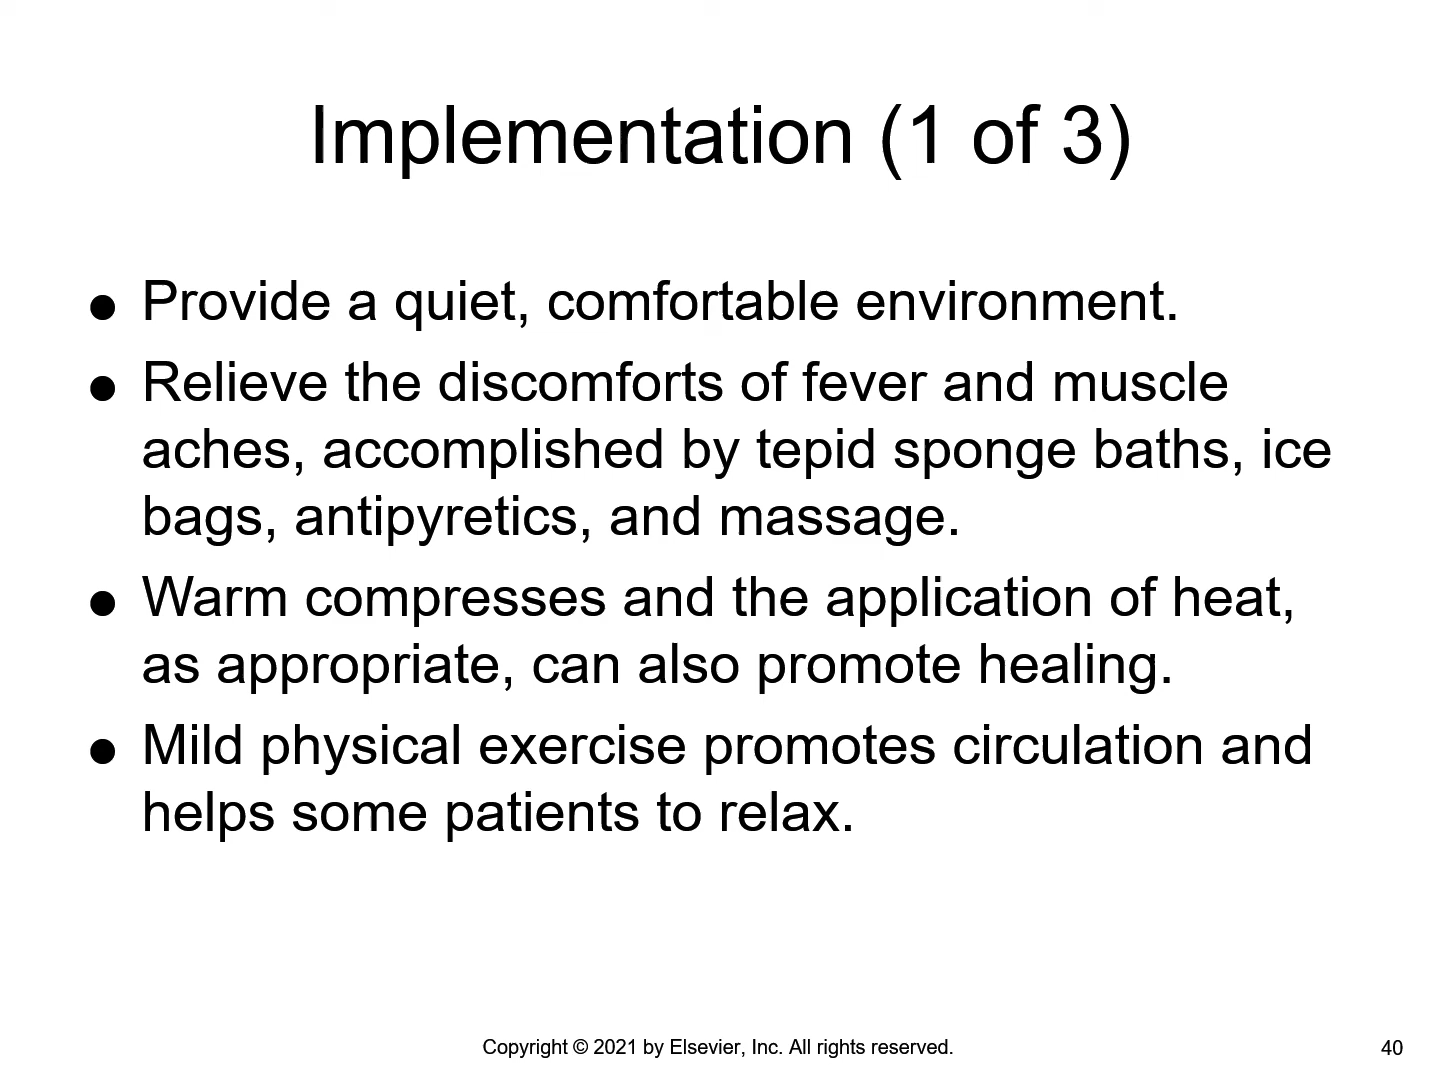 Implementation (1 of 3)
● Provide a quiet, comfortable environment.
● Relieve the discomforts of fever and muscle
aches, accomplished by tepid sponge baths, ice
bags, antipyretics, and massage.
● Warm compresses and the application of heat,
as appropriate, can also promote healing.
● Mild physical exercise promotes circulation and
helps some patients to relax.
Copyright © 2021 by Elsevier, Inc. All rights reserved.
40